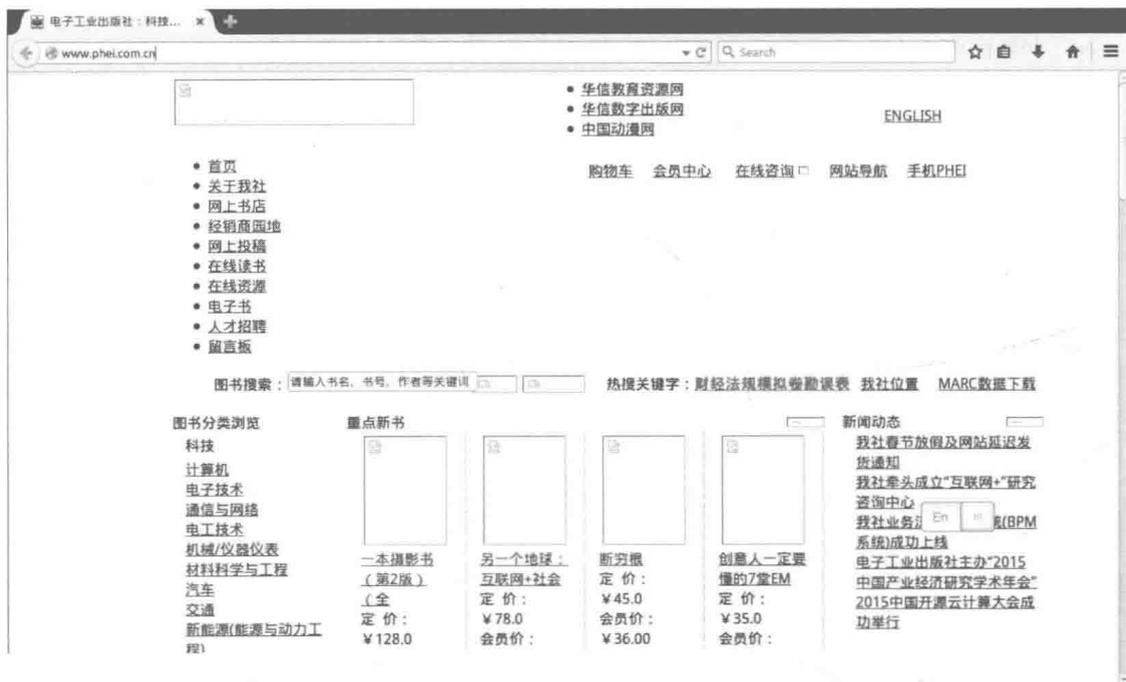 电子工业出版社：科技...
www.phei.com.cn
Search
华信教育资源网
华信数字出版网
中国动漫网
ENGLISH
首页
关于我社
网上书店
经销商园地
网上投稿
在线读书
在线资源
电子书
人才招聘
留言板
购物车 会员中心 在线咨询 网站导航 手机PHEI
图书搜索： 请输入书名、书号、作者等关键词 热搜关键字：财经法规模拟卷勘误表 我社位置 MARC数据下载
图书分类浏览
科技
计算机
电子技术
通信与网络
电工技术
机械/仪器仪表
材料科学与工程
汽车
交通
新能源(能源与动力工
程)
重点新书
一本摄影书
（第2版）
（全
定 价：
￥128.0
另一个地球：
互联网+社会
定 价：
￥78.0
会员价：
断穷根
定 价：
￥45.0
会员价：
￥36.00
创意人一定要
懂的7堂EM
定 价：
￥35.0
会员价：
新闻动态
我社春节放假及网站延迟发
货通知
我社牵头成立“互联网+”研究
咨询中心
我社业务 En (BPM
系统)成功上线
电子工业出版社主办“2015
中国产业经济研究学术年会”
2015中国开源云计算大会成
功举行